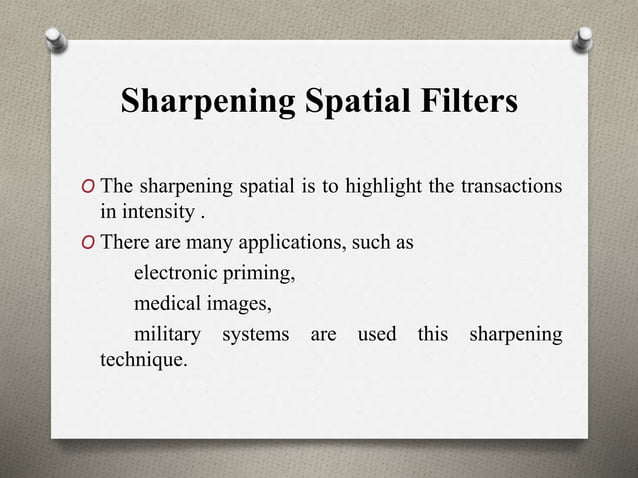 Sharpening Spatial Filters
O The sharpening spatial is to highlight the transactions
in intensity .
O There are many applications, such as
electronic priming,
medical images,
military systems are used this sharpening
technique.